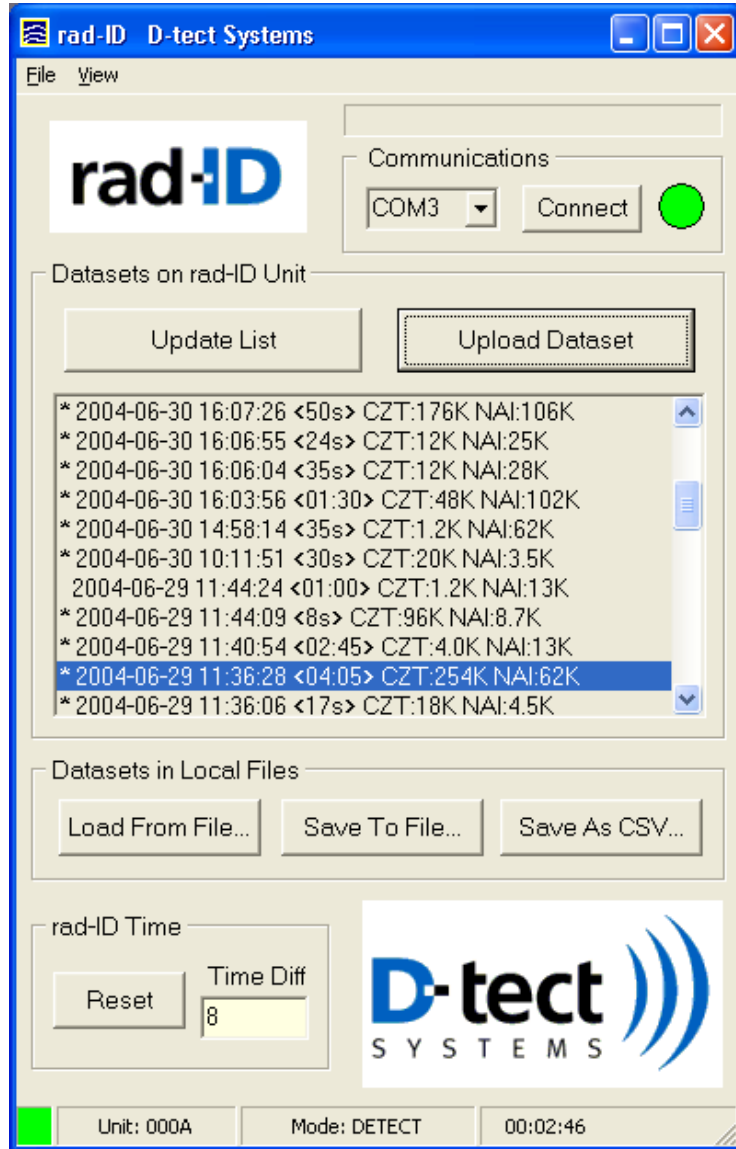 rad-ID D-tect Systems
File View
rad-ID
Communications
COM3 Connect
Datasets on rad-ID Unit
Update List Upload Dataset
* 2004-06-30 16:07:26 <50s> CZT:176K NAI:106K
* 2004-06-30 16:06:55 <24s> CZT:12K NAI:25K
* 2004-06-30 16:06:04 <35s> CZT:12K NAI:28K
* 2004-06-30 16:03:56 <01:30> CZT:48K NAI:102K
* 2004-06-30 14:58:14 <35s> CZT:1.2K NAI:62K
* 2004-06-30 10:11:51 <30s> CZT:20K NAI:3.5K
2004-06-29 11:44:24 <01:00> CZT:1.2K NAI:13K
* 2004-06-29 11:44:09 <8s> CZT:96K NAI:8.7K
* 2004-06-29 11:40:54 <02:45> CZT:4.0K NAI:13K
* 2004-06-29 11:36:28 <04:05> CZT:254K NAI:62K
* 2004-06-29 11:36:06 <17s> CZT:18K NAI:4.5K
Datasets in Local Files
Load From File... Save To File... Save As CSV...
rad-ID Time
Time Diff
Reset
8
D-tect
SYSTEMS
Unit: 000A Mode: DETECT 00:02:46